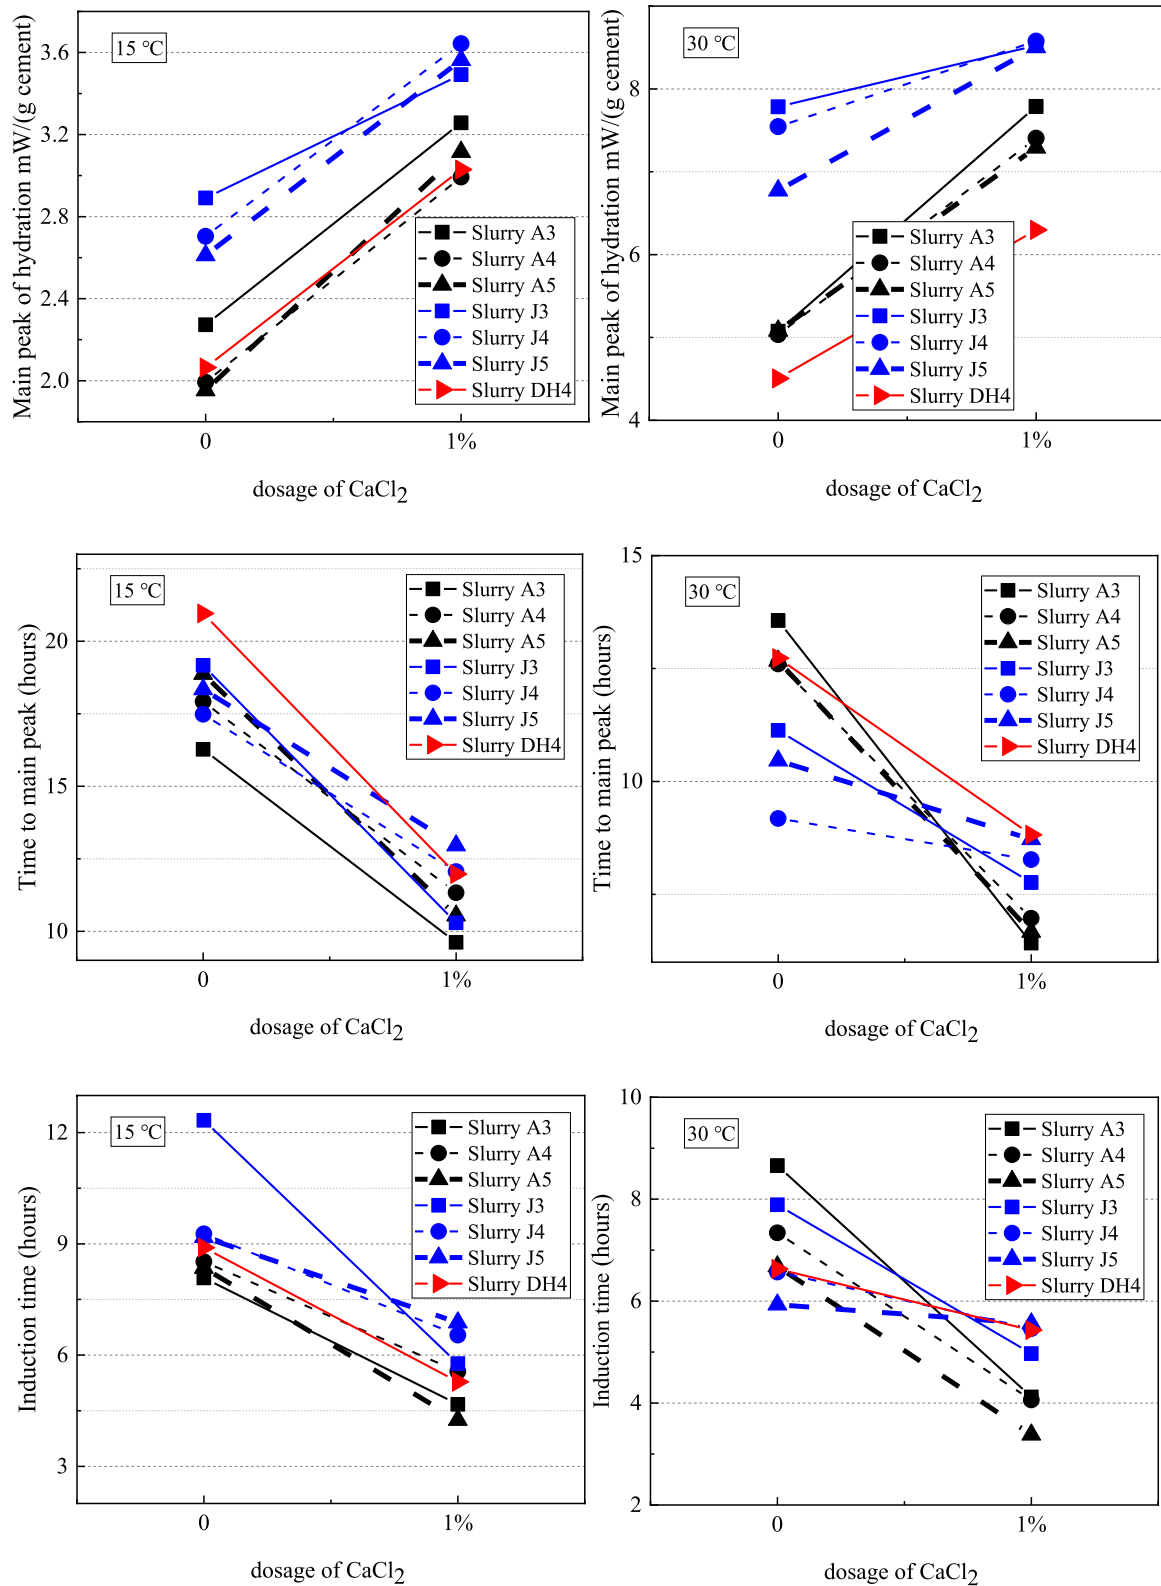 Main peak of hydration mW/(g cement)
15 ℃
3.6
3.2
2.8
2.4
2.0
Slurry A3
Slurry A4
Slurry A5
Slurry J3
Slurry J4
Slurry J5
Slurry DH4
0
1%
dosage of CaCl2
Main peak of hydration mW/(g cement)
30 ℃
8
6
4
Slurry A3
Slurry A4
Slurry A5
Slurry J3
Slurry J4
Slurry J5
Slurry DH4
0
1%
dosage of CaCl2
Time to main peak (hours)
15 ℃
20
15
10
Slurry A3
Slurry A4
Slurry A5
Slurry J3
Slurry J4
Slurry J5
Slurry DH4
0
1%
dosage of CaCl2
Time to main peak (hours)
30 ℃
15
10
Slurry A3
Slurry A4
Slurry A5
Slurry J3
Slurry J4
Slurry J5
Slurry DH4
0
1%
dosage of CaCl2
Induction time (hours)
15 ℃
12
9
6
3
Slurry A3
Slurry A4
Slurry A5
Slurry J3
Slurry J4
Slurry J5
Slurry DH4
0
1%
dosage of CaCl2
Induction time (hours)
30 ℃
10
8
6
4
2
Slurry A3
Slurry A4
Slurry A5
Slurry J3
Slurry J4
Slurry J5
Slurry DH4
0
1%
dosage of CaCl2